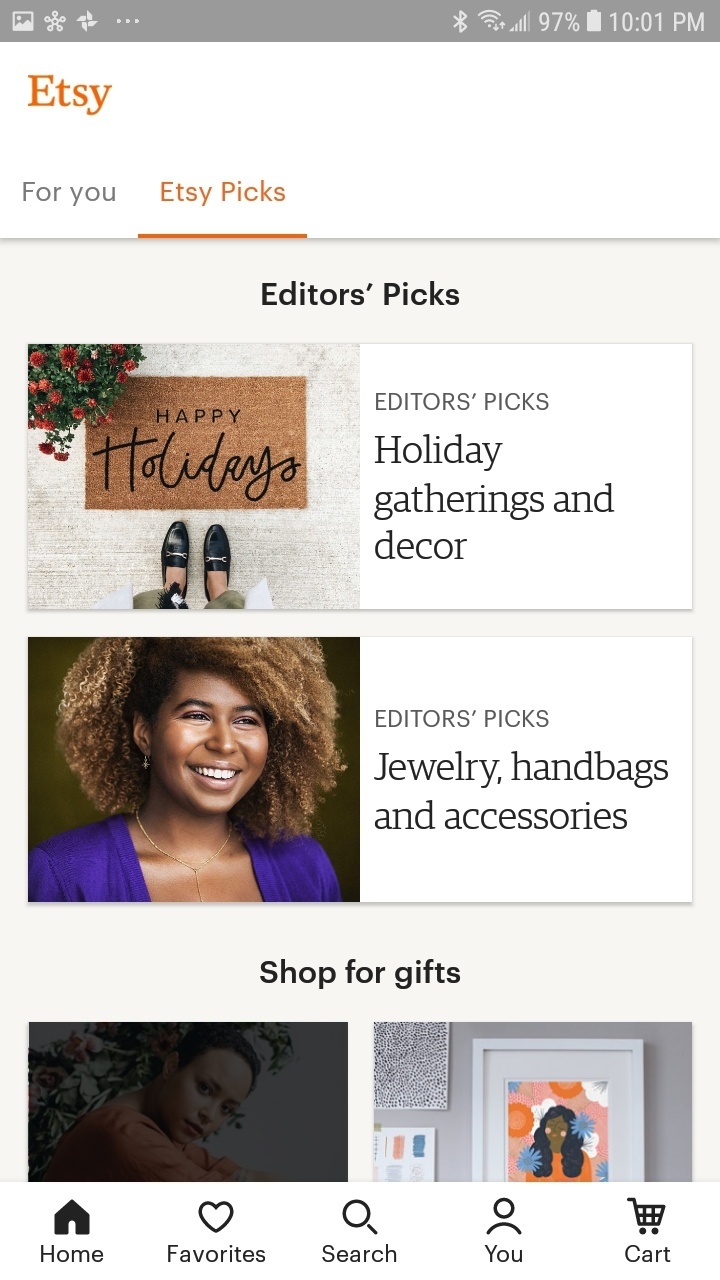 97% 10:01 PM
Etsy
For you Etsy Picks
Editors’ Picks
HAPPY
Holidays
EDITORS’ PICKS
Holiday
gatherings and
decor
EDITORS’ PICKS
Jewelry, handbags
and accessories
Shop for gifts
Home Favorites Search You Cart